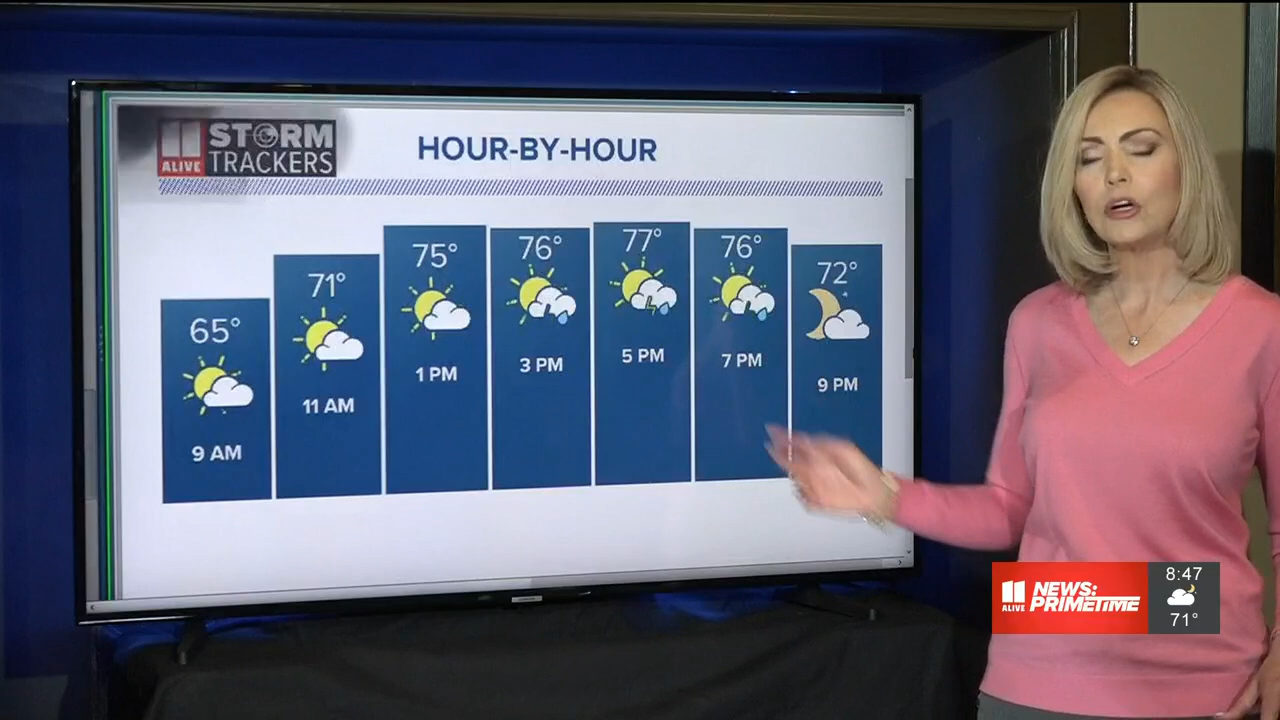 11 ALIVE
STORM
TRACKERS
HOUR-BY-HOUR
65°
9 AM
71°
11 AM
75°
1 PM
76°
3 PM
77°
5 PM
76°
7 PM
72°
9 PM
11 ALIVE
NEWS:
PRIMETIME
8:47
71°